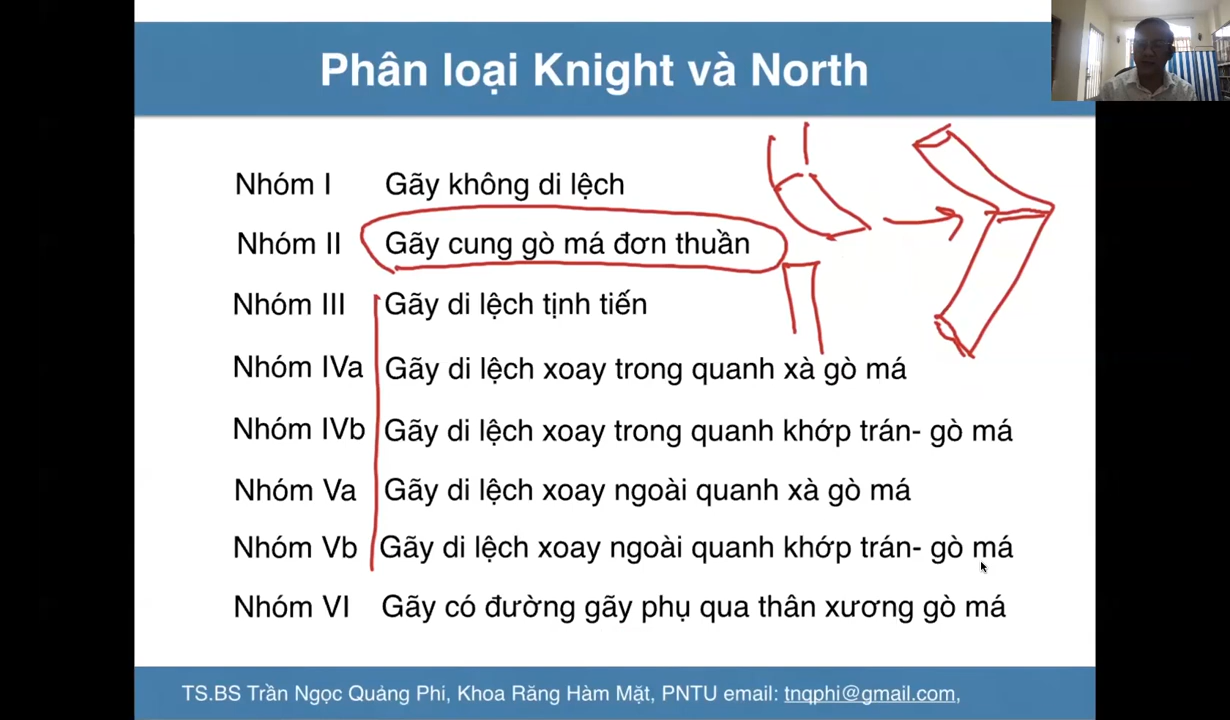 Phân loại Knight và North
Nhóm I Gãy không di lệch
Nhóm II Gãy cung gò má đơn thuần
Nhóm III Gãy di lệch tịnh tiến
Nhóm IVa Gãy di lệch xoay trong quanh xà gò má
Nhóm IVb Gãy di lệch xoay trong quanh khớp trán- gò má
Nhóm Va Gãy di lệch xoay ngoài quanh xà gò má
Nhóm Vb Gãy di lệch xoay ngoài quanh khớp trán- gò má
Nhóm VI Gãy có đường gãy phụ qua thân xương gò má
TS.BS Trần Ngọc Quảng Phi, Khoa Răng Hàm Mặt, PNTU email: tnqphi@gmail.com,